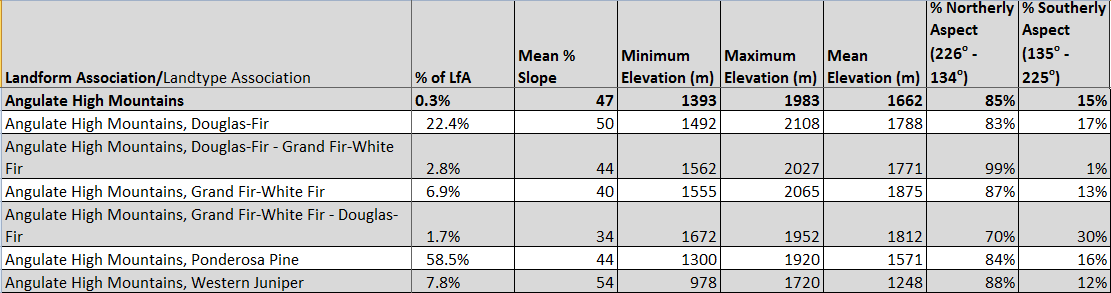 Landform Association/Landtype Association % of LfA Mean % Slope Minimum Elevation (m) Maximum Elevation (m) Mean Elevation (m) % Northerly Aspect (226° - 134°) % Southerly Aspect (135° - 225°)
Angulate High Mountains 0.3% 47 1393 1983 1662 85% 15%
Angulate High Mountains, Douglas-Fir 22.4% 50 1492 2108 1788 83% 17%
Angulate High Mountains, Douglas-Fir - Grand Fir-White Fir 2.8% 44 1562 2027 1771 99% 1%
Angulate High Mountains, Grand Fir-White Fir 6.9% 40 1555 2065 1875 87% 13%
Angulate High Mountains, Grand Fir-White Fir - Douglas-Fir 1.7% 34 1672 1952 1812 70% 30%
Angulate High Mountains, Ponderosa Pine 58.5% 44 1300 1920 1571 84% 16%
Angulate High Mountains, Western Juniper 7.8% 54 978 1720 1248 88% 12%